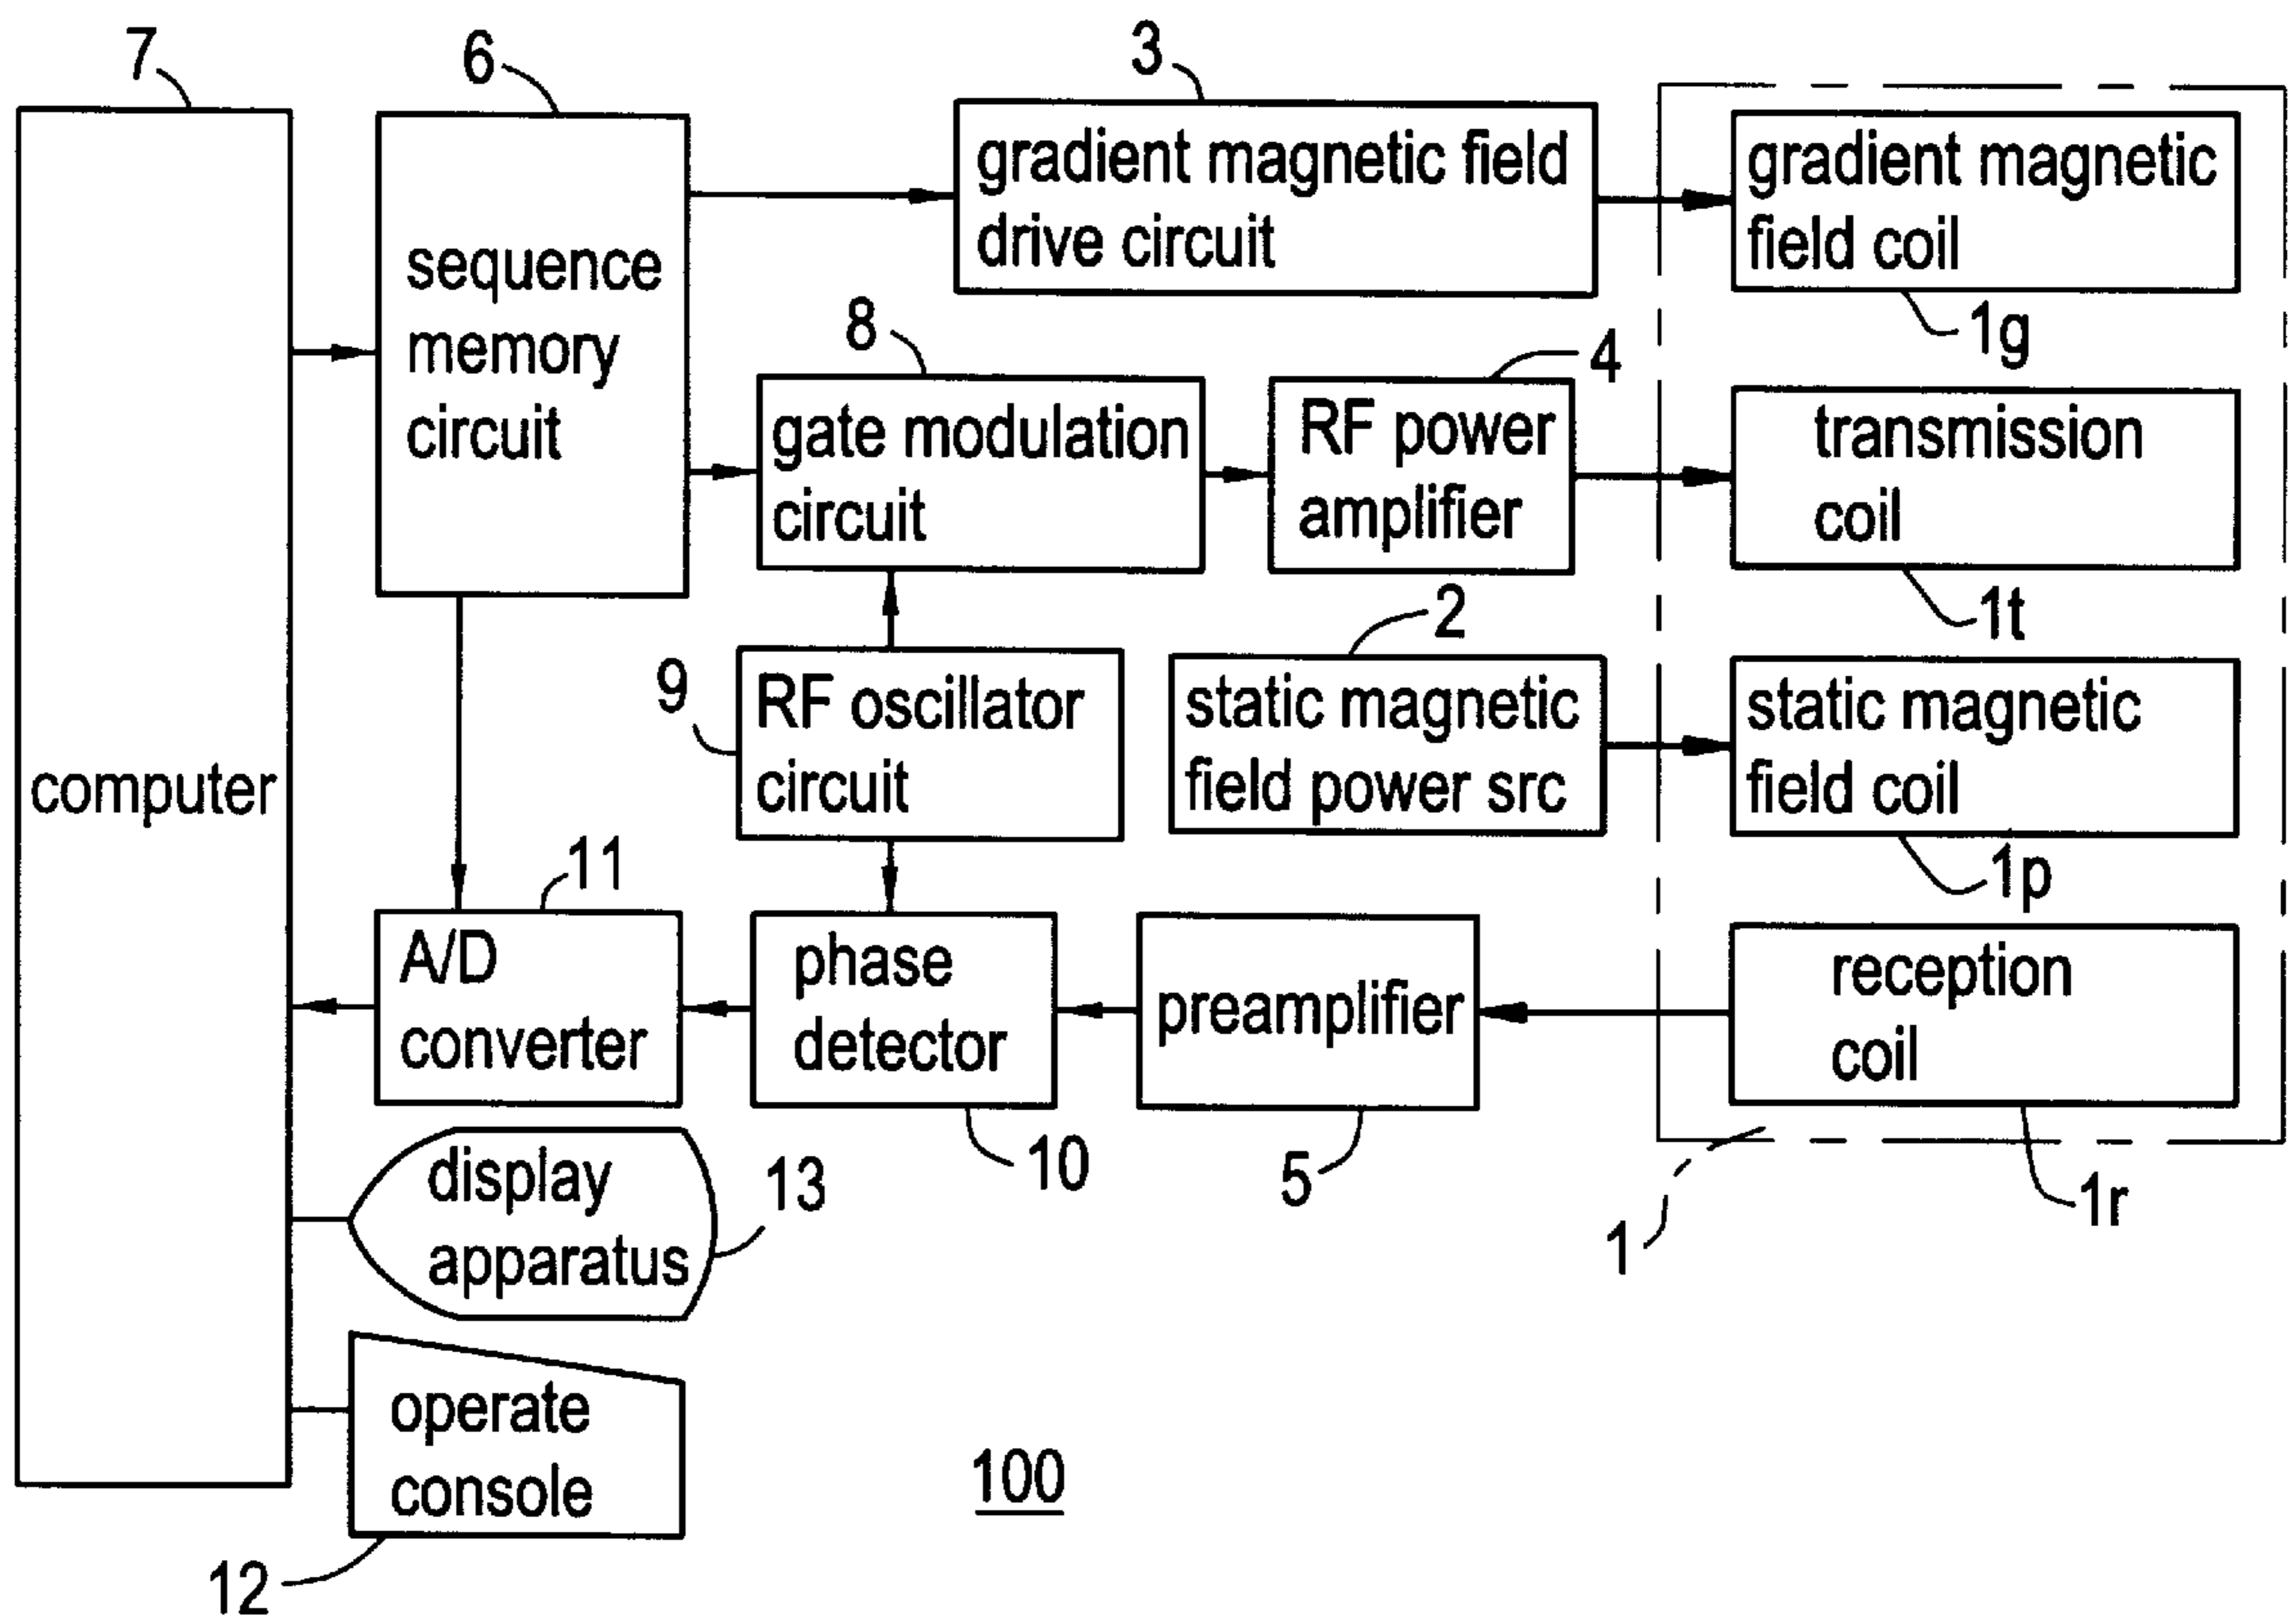 7
6
3
gradient magnetic field
drive circuit
gradient magnetic
field coil
1g
sequence
memory
circuit
8
4
gate modulation
circuit
RF power
amplifier
transmission
coil
1t
2
9
RF oscillator
circuit
static magnetic
field power src
static magnetic
field coil
1p
computer
11
A/D
converter
phase
detector
10
preamplifier
5
reception
coil
1r
1
display
apparatus
13
operate
console
12
100